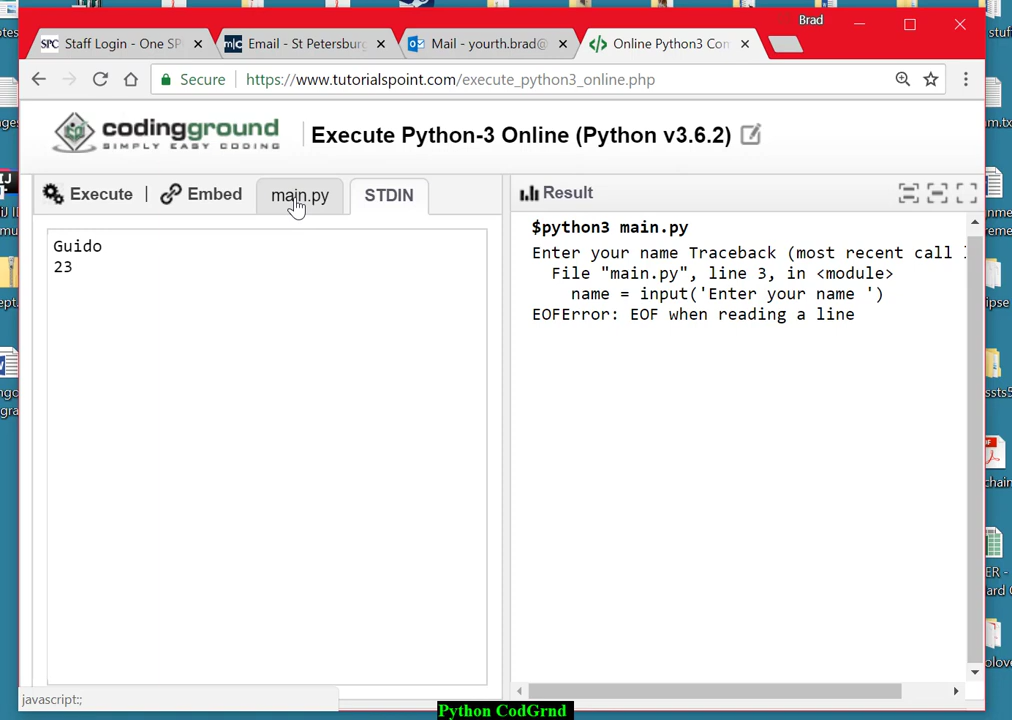 Brad
SPC Staff Login - One SP
m|c Email - St Petersburg
Mail - yourth.brad@
Online Python3 Con
Secure https://www.tutorialspoint.com/execute_python3_online.php
codingground
SIMPLY EASY CODING
Execute Python-3 Online (Python v3.6.2)
Execute | Embed main.py STDIN
Result
Guido
23
$python3 main.py
Enter your name Traceback (most recent call l
File "main.py", line 3, in <module>
name = input('Enter your name ')
EOFError: EOF when reading a line
javascript:;
Python CodGrnd